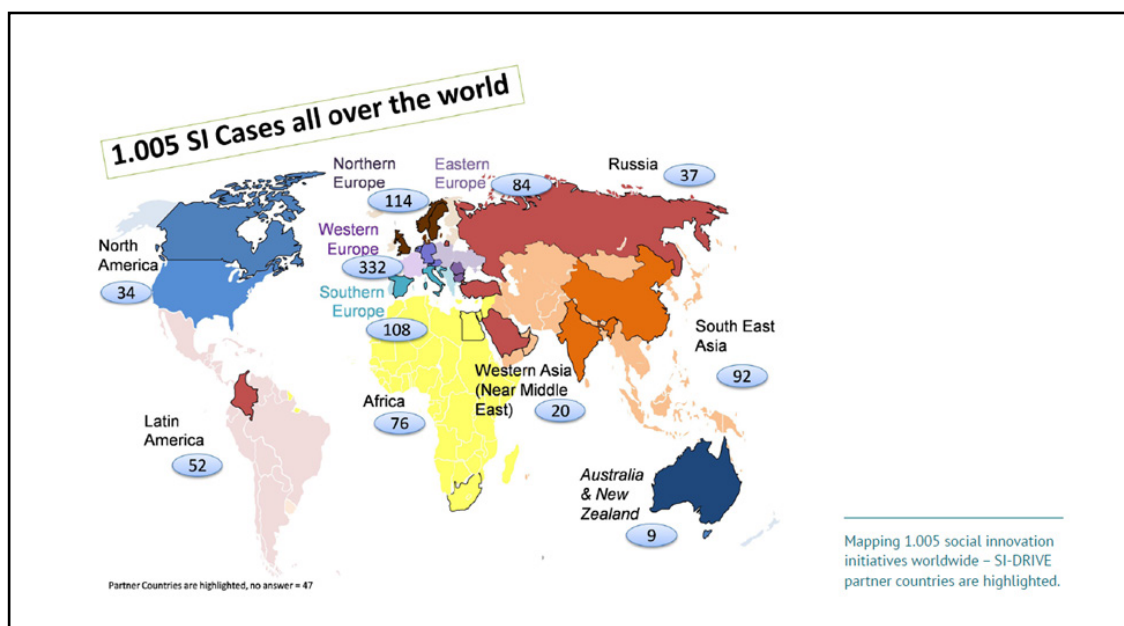 1.005 SI Cases all over the world
Northern
Europe
114
Eastern
Europe
84
Russia
37
North
America
34
Western
Europe
332
Southern
Europe
108
South East
Asia
92
Western Asia
(Near Middle
East)
20
Africa
76
Latin
America
52
Australia
& New
Zealand
9
Mapping 1.005 social innovation
initiatives worldwide – SI-DRIVE
partner countries are highlighted.
Partner Countries are highlighted, no answer = 47